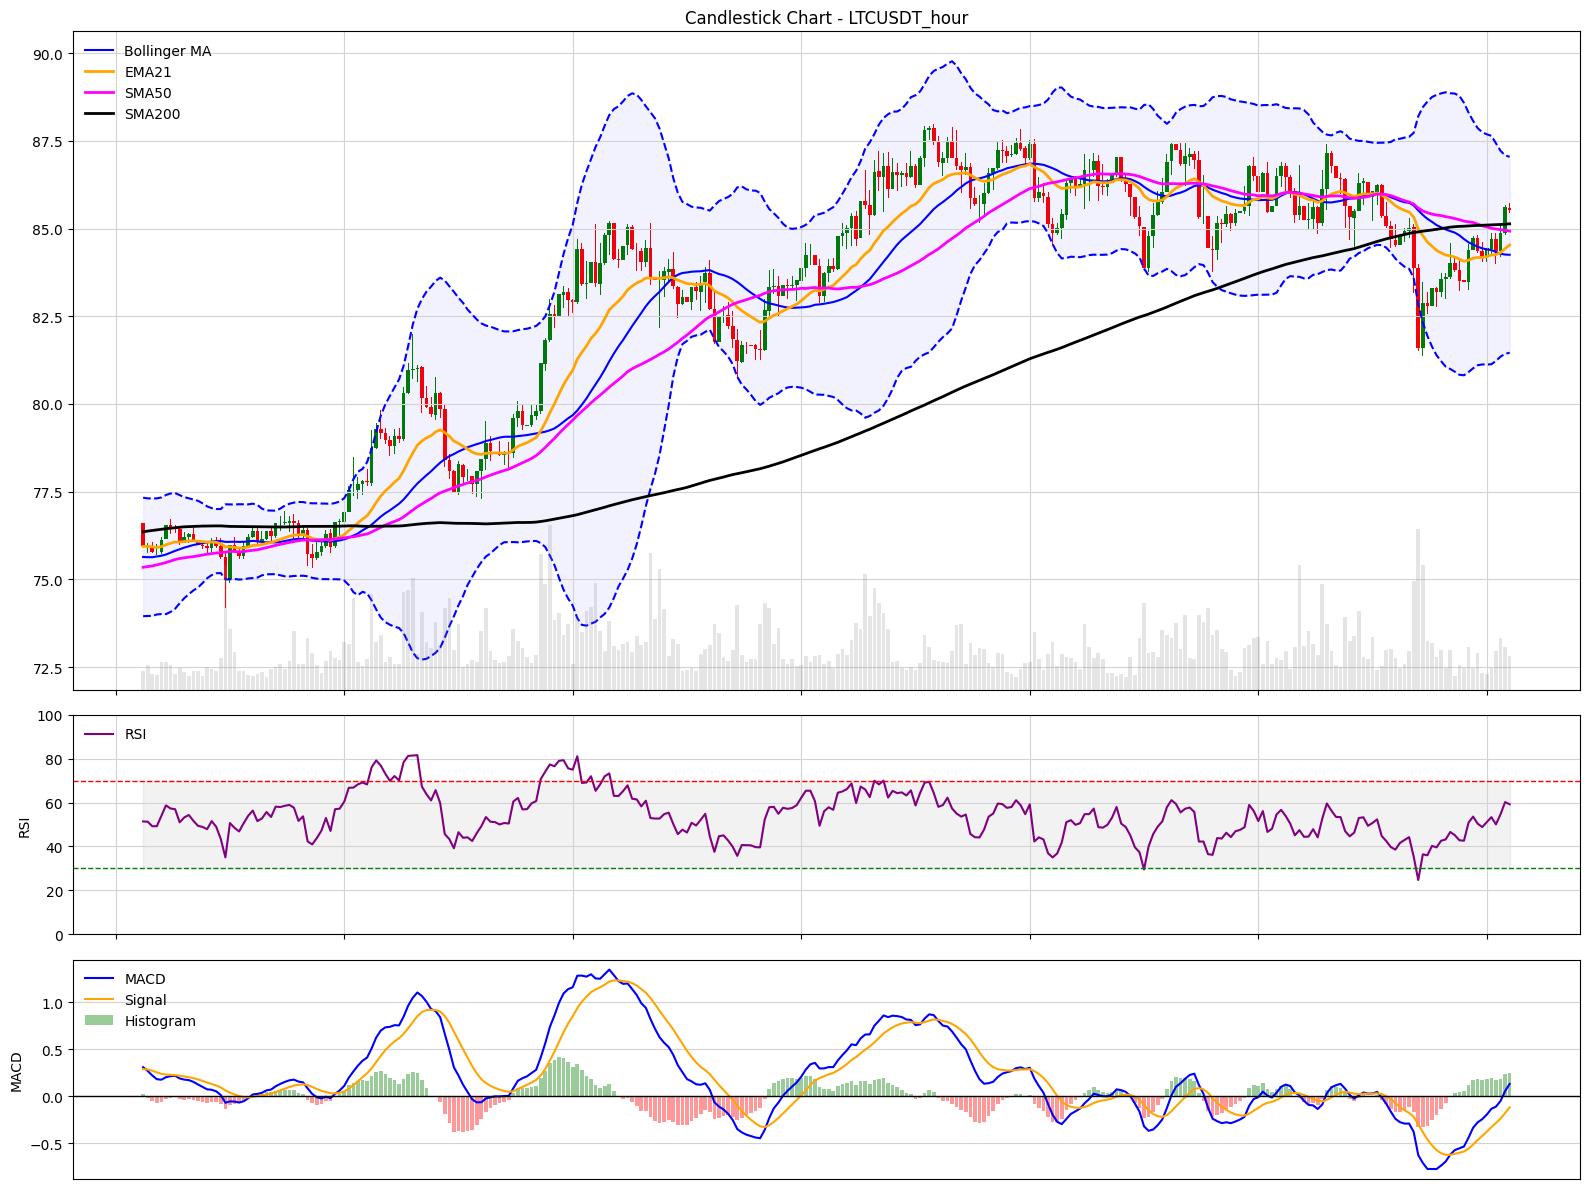 Candlestick Chart - LTCUSDT_hour
Bollinger MA
EMA21
SMA50
SMA200
90.0
87.5
85.0
82.5
80.0
77.5
75.0
72.5
RSI
100
80
60
40
20
0
RSI
MACD
Signal
Histogram
1.0
0.5
0.0
−0.5
MACD